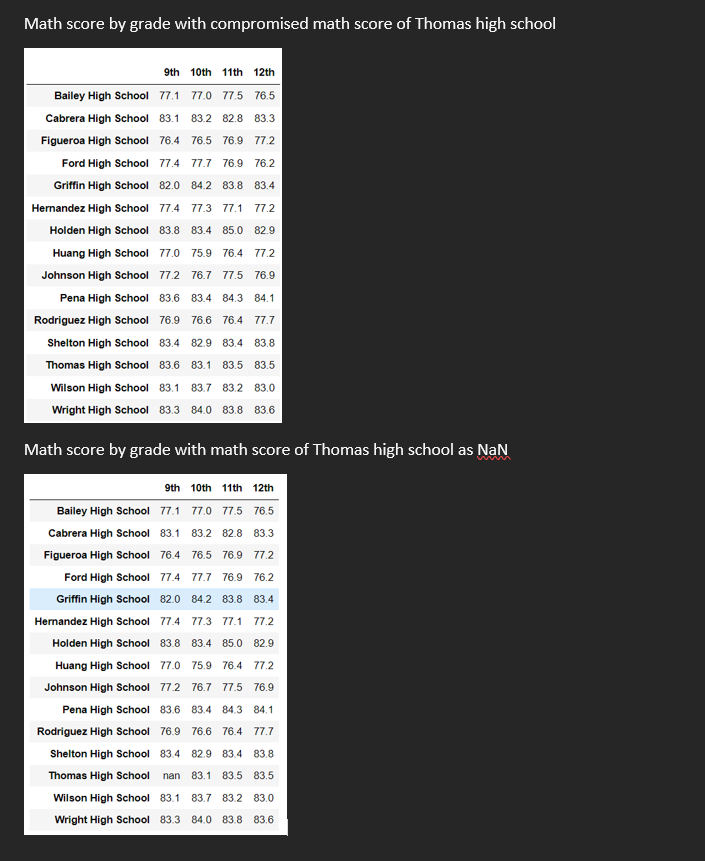 Math score by grade with compromised math score of Thomas high school
9th 10th 11th 12th
Bailey High School 77.1 77.0 77.5 76.5
Cabrera High School 83.1 83.2 82.8 83.3
Figueroa High School 76.4 76.5 76.9 77.2
Ford High School 77.4 77.7 76.9 76.2
Griffin High School 82.0 84.2 83.8 83.4
Hernandez High School 77.4 77.3 77.1 77.2
Holden High School 83.8 83.4 85.0 82.9
Huang High School 77.0 75.9 76.4 77.2
Johnson High School 77.2 76.7 77.5 76.9
Pena High School 83.6 83.4 84.3 84.1
Rodriguez High School 76.9 76.6 76.4 77.7
Shelton High School 83.4 82.9 83.4 83.8
Thomas High School 83.6 83.1 83.5 83.5
Wilson High School 83.1 83.7 83.2 83.0
Wright High School 83.3 84.0 83.8 83.6
Math score by grade with math score of Thomas high school as NaN
9th 10th 11th 12th
Bailey High School 77.1 77.0 77.5 76.5
Cabrera High School 83.1 83.2 82.8 83.3
Figueroa High School 76.4 76.5 76.9 77.2
Ford High School 77.4 77.7 76.9 76.2
Griffin High School 82.0 84.2 83.8 83.4
Hernandez High School 77.4 77.3 77.1 77.2
Holden High School 83.8 83.4 85.0 82.9
Huang High School 77.0 75.9 76.4 77.2
Johnson High School 77.2 76.7 77.5 76.9
Pena High School 83.6 83.4 84.3 84.1
Rodriguez High School 76.9 76.6 76.4 77.7
Shelton High School 83.4 82.9 83.4 83.8
Thomas High School nan 83.1 83.5 83.5
Wilson High School 83.1 83.7 83.2 83.0
Wright High School 83.3 84.0 83.8 83.6